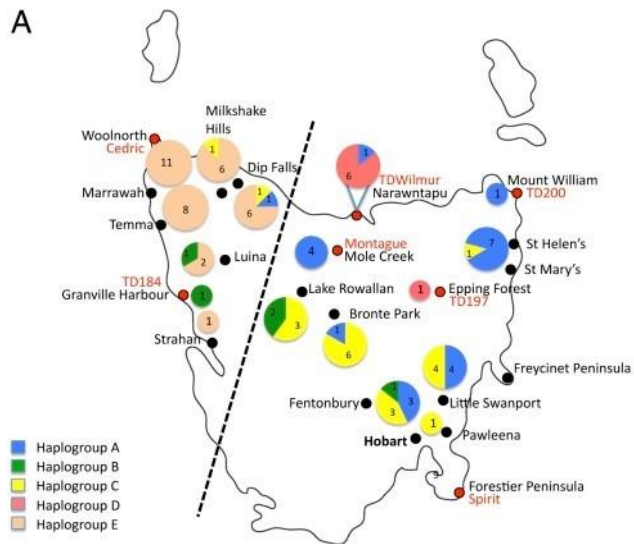 A
Milkshake
Hills
Woolnorth
Cedric
11
1
6
Dip Falls
Marrawah
8
1
1
6
Temma
1
2
Luina
TD184
Granville Harbour
1
1
Strahan
1
6
TDWilmur
Narawntapu
Mount William
1
TD200
4
Montague
Mole Creek
7
1
St Helen's
St Mary's
Lake Rowallan
1
Epping Forest
TD197
2
3
Bronte Park
1
6
4
4
Freycinet Peninsula
Fentonbury
1
3
3
Little Swanport
1
Hobart
Pawleena
Forestier Peninsula
Spirit
Haplogroup A
Haplogroup B
Haplogroup C
Haplogroup D
Haplogroup E